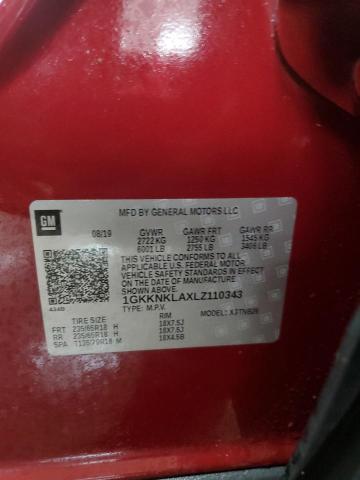 GM
MFD BY GENERAL MOTORS LLC
08/19 GVWR GAWR FRT GAWR RR
2722 KG 1250 KG 1545 KG
6001 LB 2755 LB 3406 LB
THIS VEHICLE CONFORMS TO ALL
APPLICABLE U.S. FEDERAL MOTOR
VEHICLE SAFETY STANDARDS IN
EFFECT ON THE DATE OF
MANUFACTURE SHOWN ABOVE.
1GKKNKLAXLZ110343
TYPE: M.P.V. MODEL:
TIRE SIZE RIM
FRT 235/65R18 H 18X7.5J
RR 235/65R18 H 18X7.5J
SPA T135/70R18 M 18X4.5B